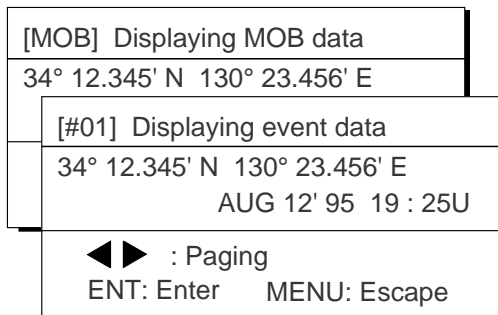 [MOB] Displaying MOB data
34° 12.345' N 130° 23.456' E
[#01] Displaying event data
34° 12.345' N 130° 23.456' E
AUG 12' 95 19 : 25U
◀ ▶ : Paging
ENT: Enter MENU: Escape